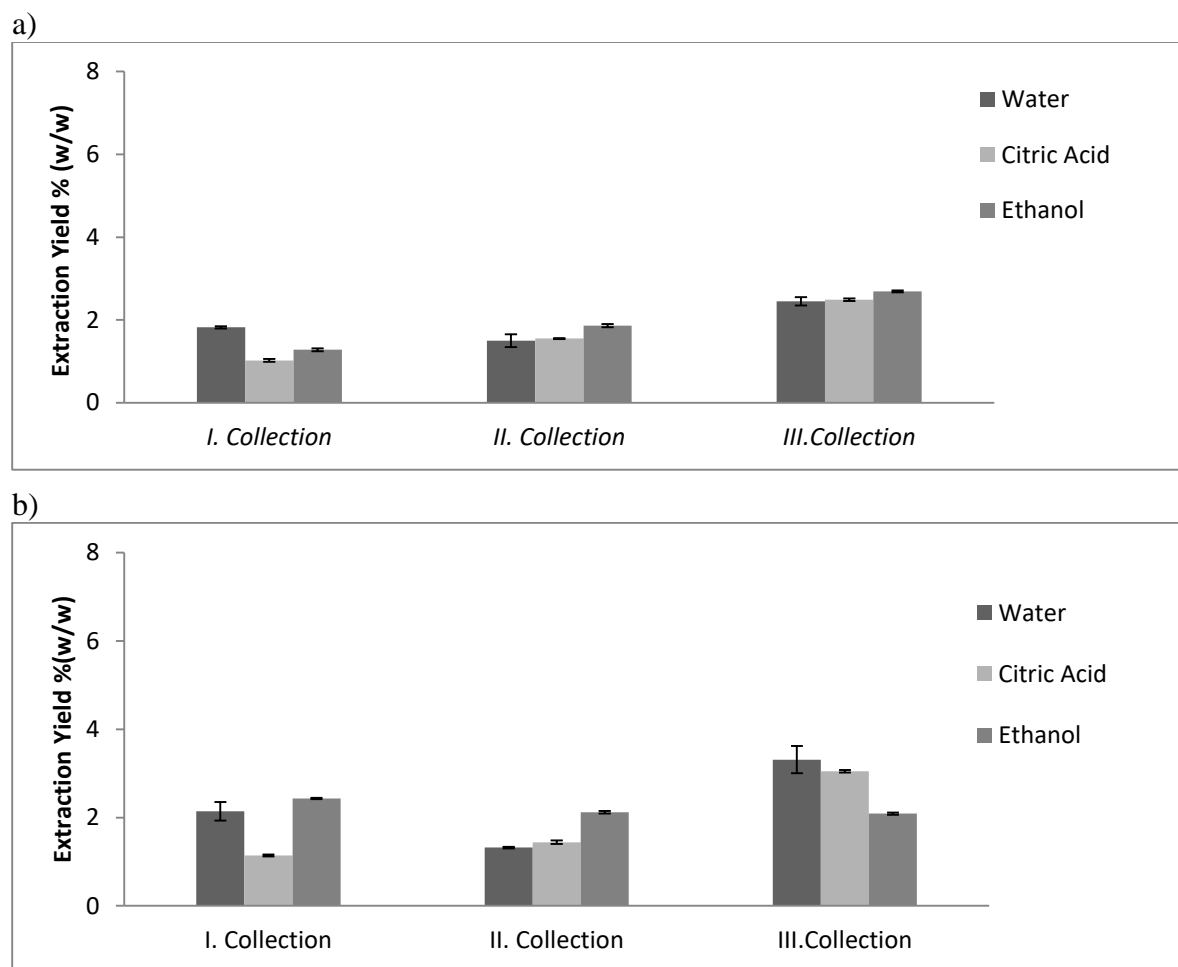 a)
8
6
4
2
0
Extraction Yield % (w/w)
Water
Citric Acid
Ethanol
I. Collection II. Collection III.Collection
b)
8
6
4
2
0
Extraction Yield %(w/w)
Water
Citric Acid
Ethanol
I. Collection II. Collection III.Collection